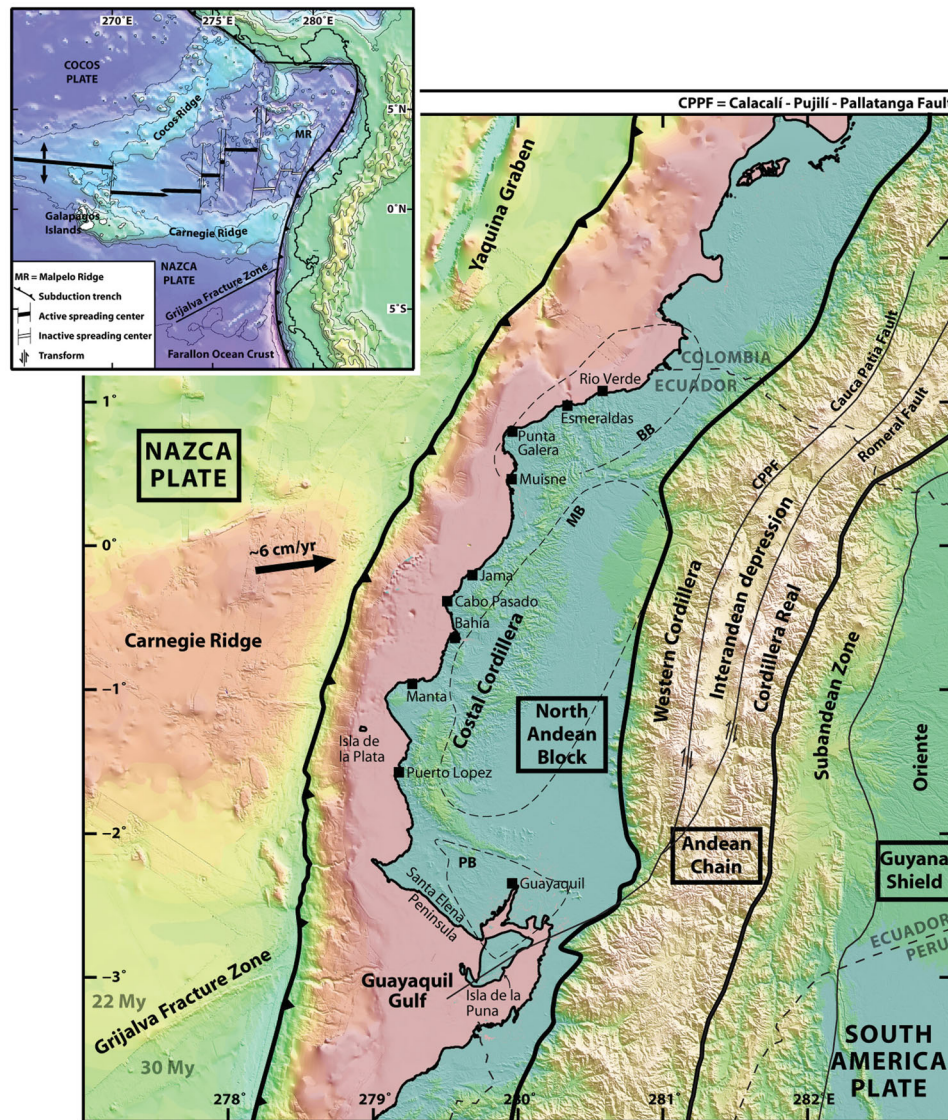 270°E
275°E
280°E
COCOS
PLATE
Cocos Ridge
MR
5°N
0°N
5°S
Galapagos
Islands
Carnegie Ridge
NAZCA
PLATE
Grijalva Fracture Zone
Farallon Ocean Crust
MR = Malpelo Ridge
Subduction trench
Active spreading center
Inactive spreading center
Transform
CPPF = Calacalí - Pujilí - Pallatanga Fault
Yaquina Graben
COLOMBIA
ECUADOR
Rio Verde
Esmeraldas
Punta
Galera
BB
Muisne
MB
Cauca Patia Fault
Romeral Fault
CPPF
1°
NAZCA
PLATE
0°
~6 cm/yr
Jama
Cabo Pasado
Bahía
Carnegie Ridge
Costal Cordillera
Western Cordillera
Interandean depression
Cordillera Real
Subandean Zone
Oriente
−1°
Manta
North
Andean
Block
Isla de
la Plata
Puerto Lopez
−2°
Andean
Chain
Guyana
Shield
PB
Guayaquil
Santa Elena
Peninsula
ECUADOR
PERU
−3°
Guayaquil
Gulf
Isla de la
Puna
22 My
Grijalva Fracture Zone
30 My
SOUTH
AMERICA
PLATE
278°
279°
280°
281°
282°E